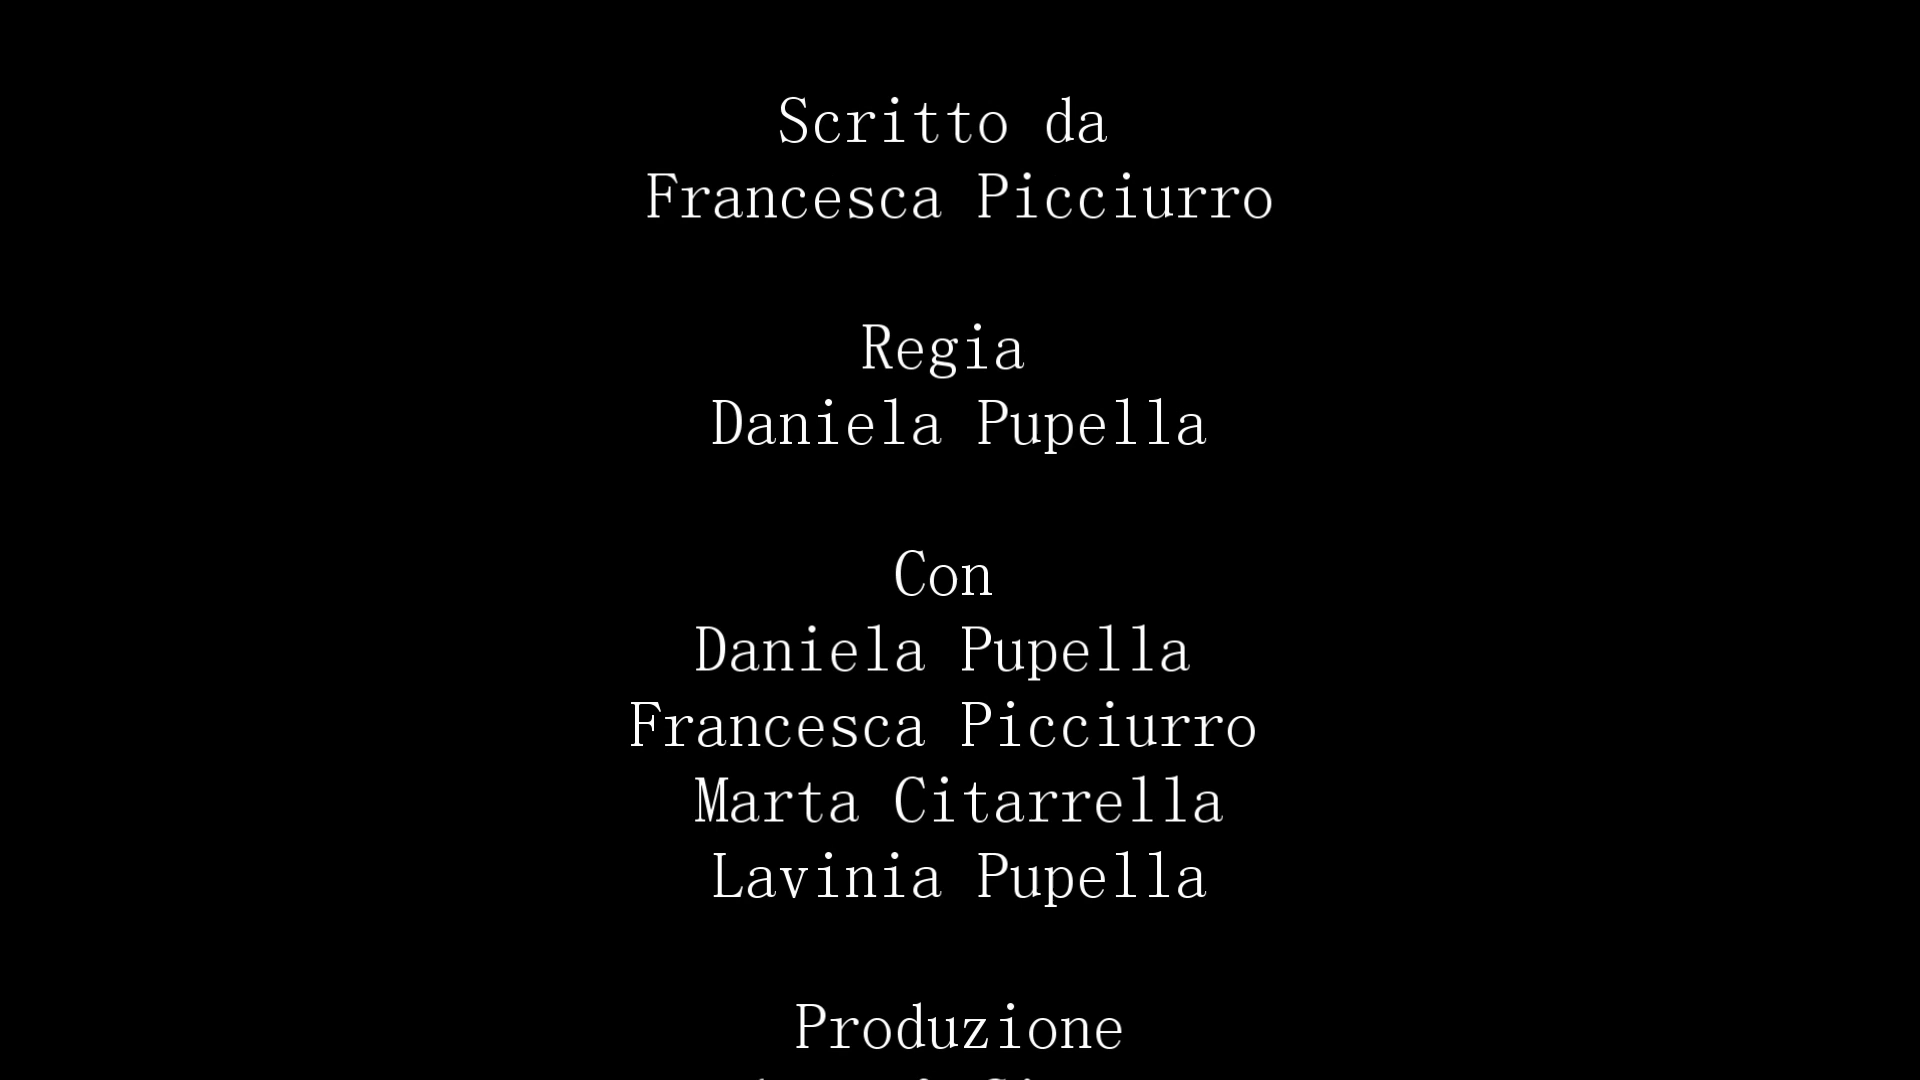 Scritto da
Francesca Picciurro
Regia
Daniela Pupella
Con
Daniela Pupella
Francesca Picciurro
Marta Citarrella
Lavinia Pupella
Produzione